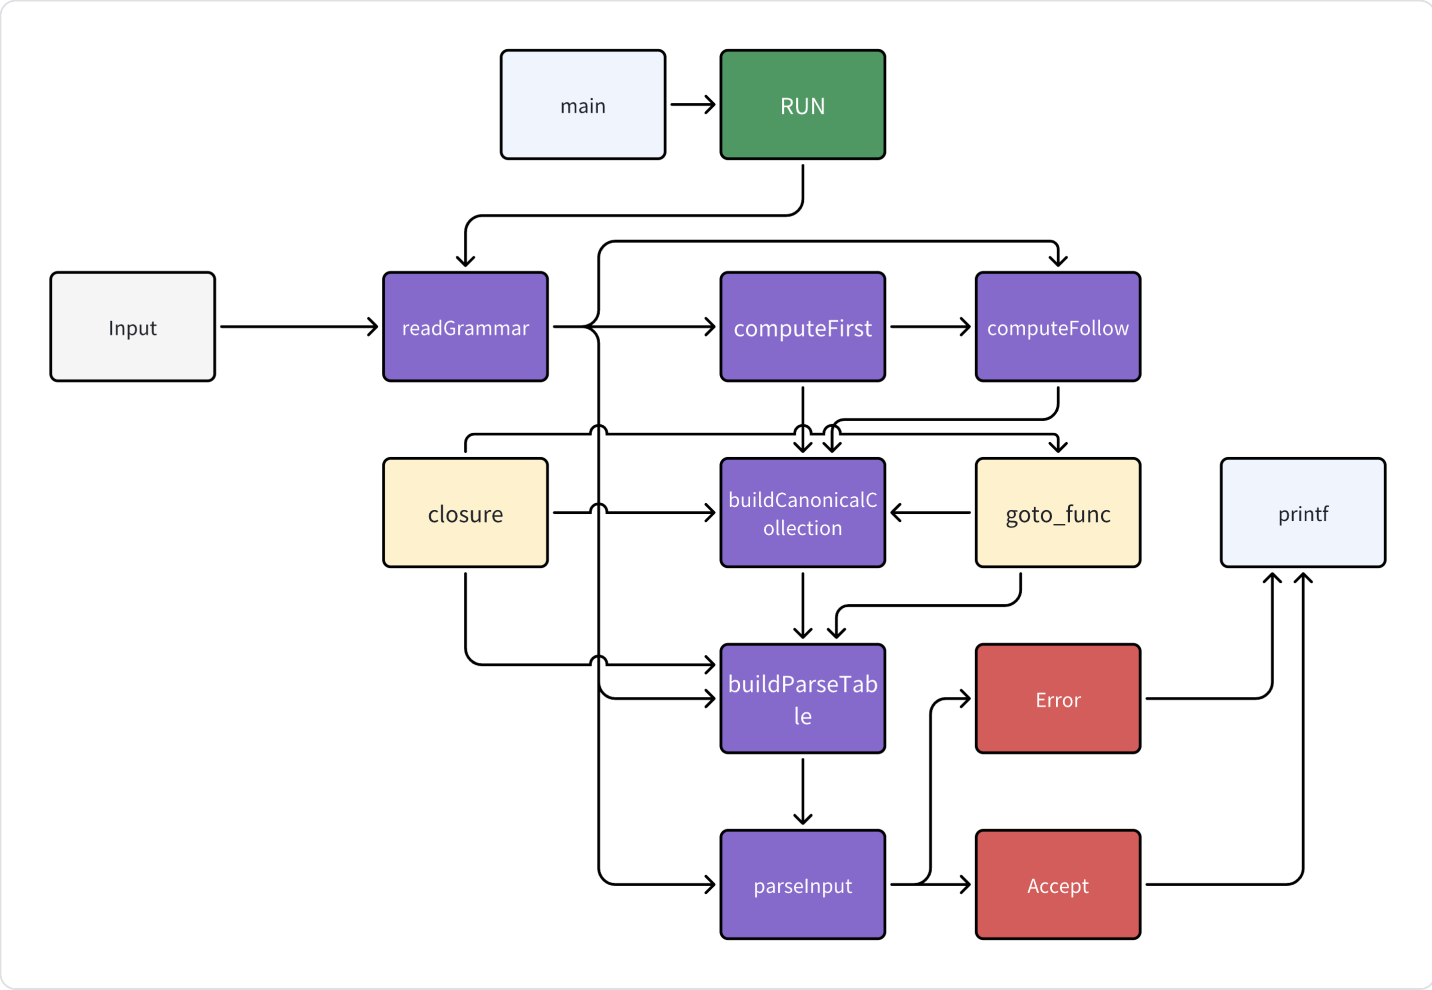 main
RUN
Input
readGrammar
computeFirst
computeFollow
closure
buildCanonicalC
ollection
goto_func
printf
buildParseTab
le
Error
parseInput
Accept